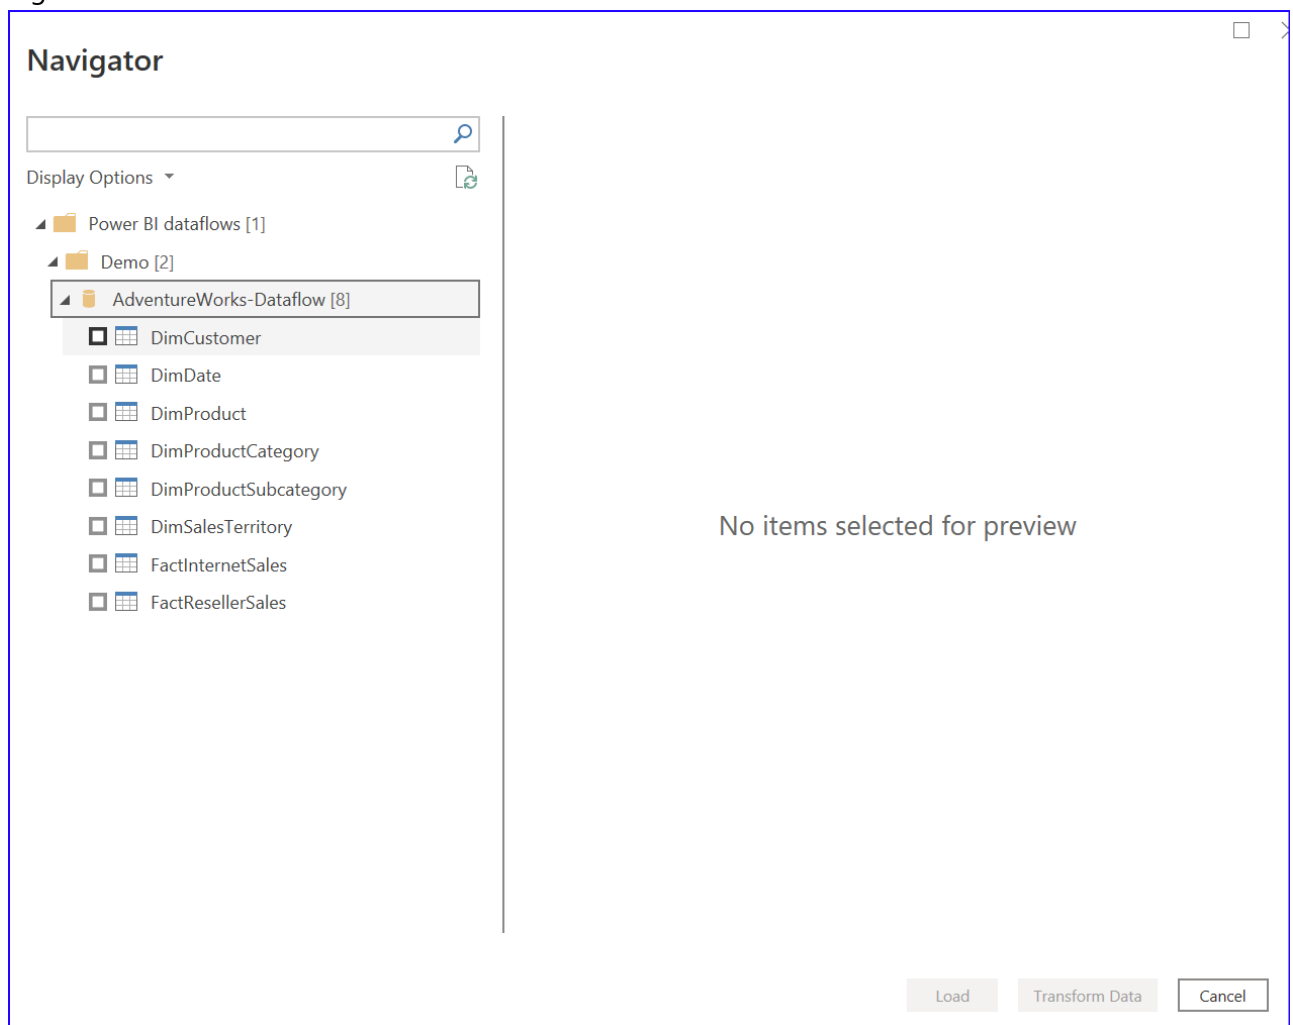 Navigator
Display Options
Power BI dataflows [1]
Demo [2]
AdventureWorks-Dataflow [8]
DimCustomer
DimDate
DimProduct
DimProductCategory
DimProductSubcategory
DimSalesTerritory
FactInternetSales
FactResellerSales
No items selected for preview
Load
Transform Data
Cancel